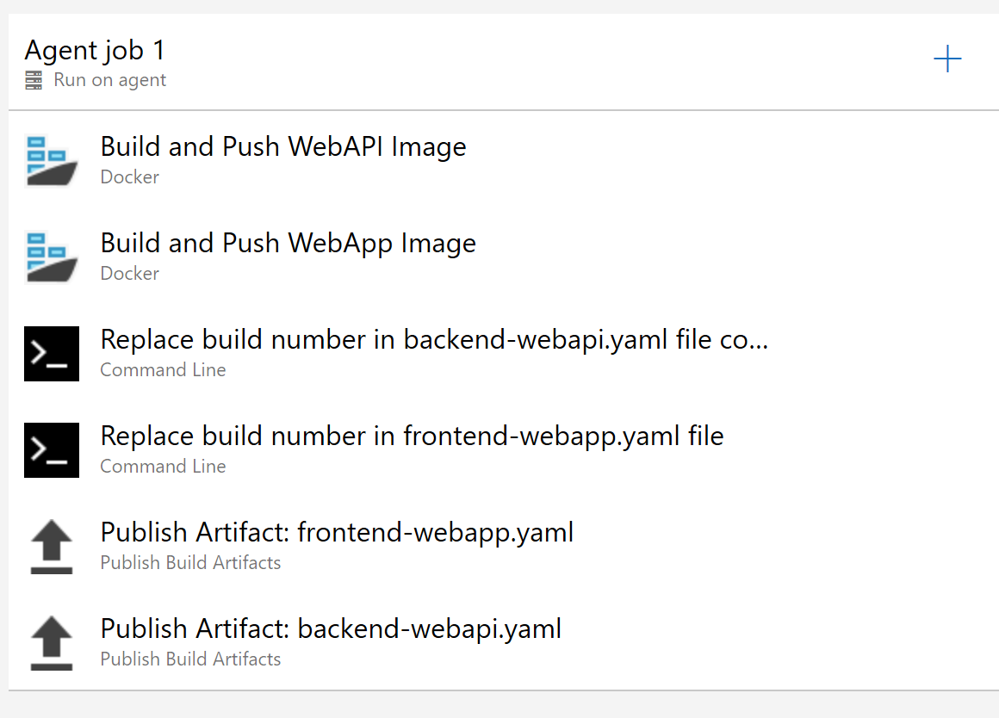 Agent job 1
Run on agent
Build and Push WebAPI Image
Docker
Build and Push WebApp Image
Docker
Replace build number in backend-webapi.yaml file co...
Command Line
Replace build number in frontend-webapp.yaml file
Command Line
Publish Artifact: frontend-webapp.yaml
Publish Build Artifacts
Publish Artifact: backend-webapi.yaml
Publish Build Artifacts